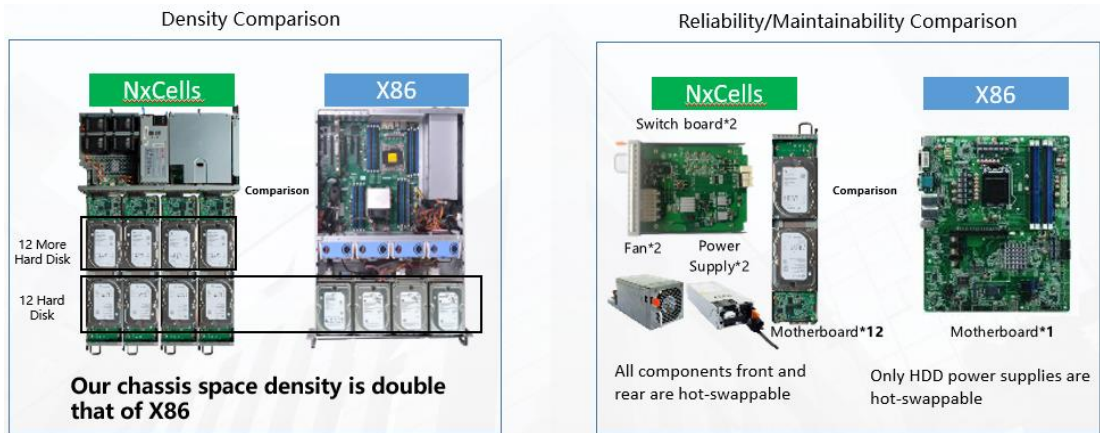 Density Comparison
NxCells
X86
Comparison
12 More
Hard Disk
12 Hard
Disk
Our chassis space density is double
that of X86
Reliability/Maintainability Comparison
NxCells
X86
Switch board*2
Comparison
Fan*2
Power
Supply*2
Motherboard*12
Motherboard*1
All components front and
rear are hot-swappable
Only HDD power supplies are
hot-swappable